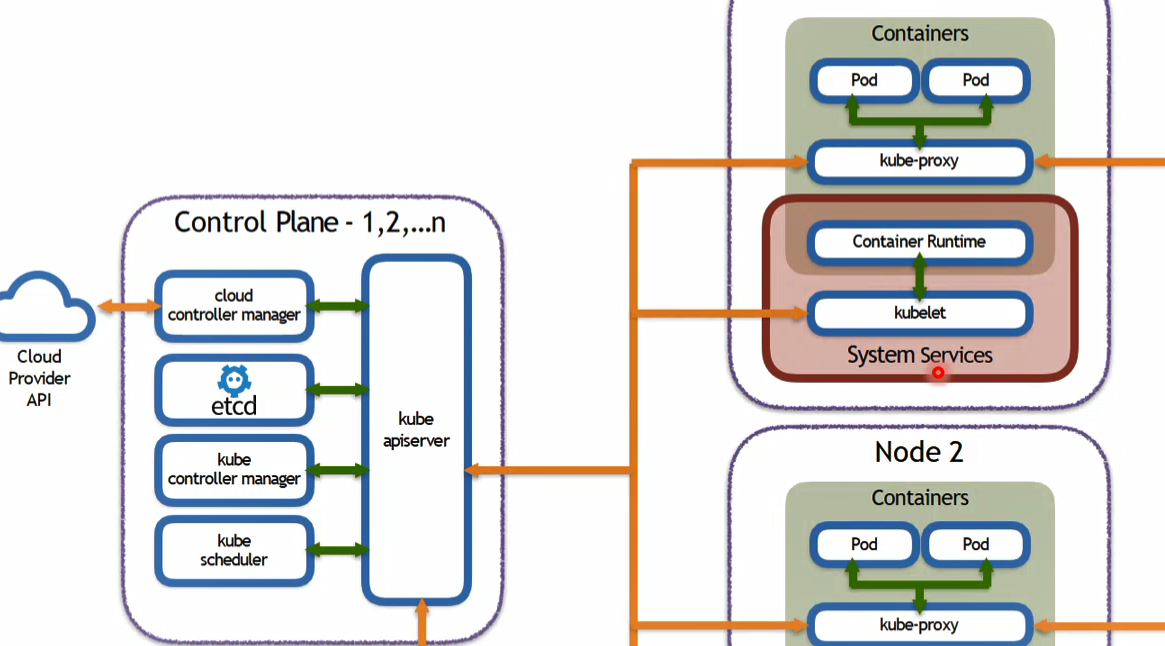 Control Plane - 1,2,...n
cloud
controller manager
etcd
kube
controller manager
kube
scheduler
kube
apiserver
Cloud
Provider
API
Containers
Pod
Pod
kube-proxy
Container Runtime
kubelet
System Services
Node 2
Containers
Pod
Pod
kube-proxy